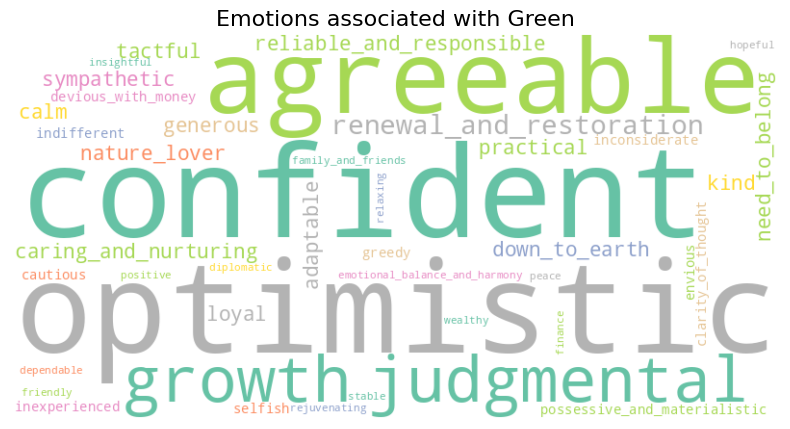 Emotions associated with Green
tactful
reliable_and_responsible
hopeful
insightful
agreeable
sympathetic
devious_with_money
calm
indifferent
generous
renewal_and_restoration
need_to_belong
nature_lover
family_and_friends
practical
inconsiderate
confident
relaxing
kind
adaptable
caring_and_nurturing
greedy
down_to_earth
envious
clarity_of_thought
cautious
positive
diplomatic
emotional_balance_and_harmony
peace
optimistic
loyal
wealthy
finance
growth
judgmental
dependable
friendly
stable
inexperienced
selfish
rejuvenating
possessive_and_materialistic